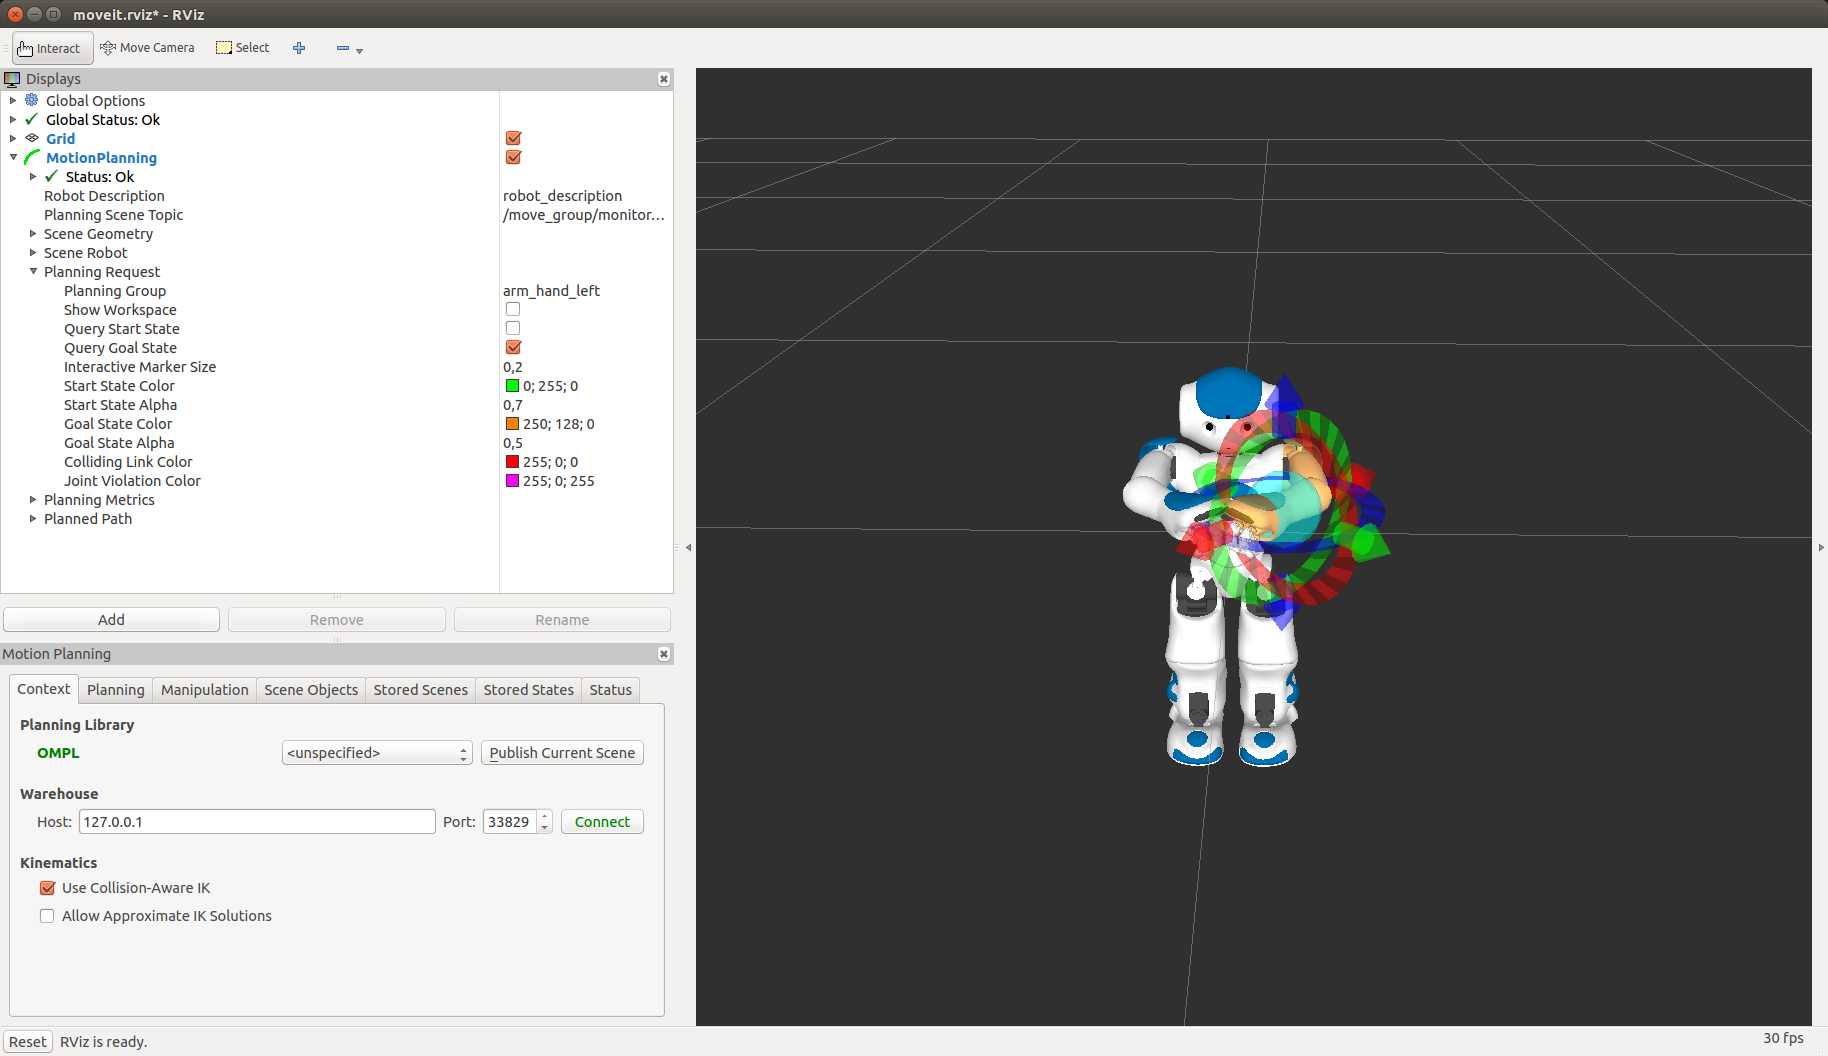 moveit.rviz* - RViz
Interact Move Camera Select
Displays
Global Options
Global Status: Ok
Grid
MotionPlanning
Status: Ok
Robot Description robot_description
Planning Scene Topic /move_group/monitor...
Scene Geometry
Scene Robot
Planning Request
Planning Group arm_hand_left
Show Workspace
Query Start State
Query Goal State
Interactive Marker Size 0,2
Start State Color 0; 255; 0
Start State Alpha 0,7
Goal State Color 250; 128; 0
Goal State Alpha 0,5
Colliding Link Color 255; 0; 0
Joint Violation Color 255; 0; 255
Planning Metrics
Planned Path
Add Remove Rename
Motion Planning
Context Planning Manipulation Scene Objects Stored Scenes Stored States Status
Planning Library
OMPL <unspecified> Publish Current Scene
Warehouse
Host: 127.0.0.1 Port: 33829 Connect
Kinematics
Use Collision-Aware IK
Allow Approximate IK Solutions
Reset RViz is ready. 30 fps